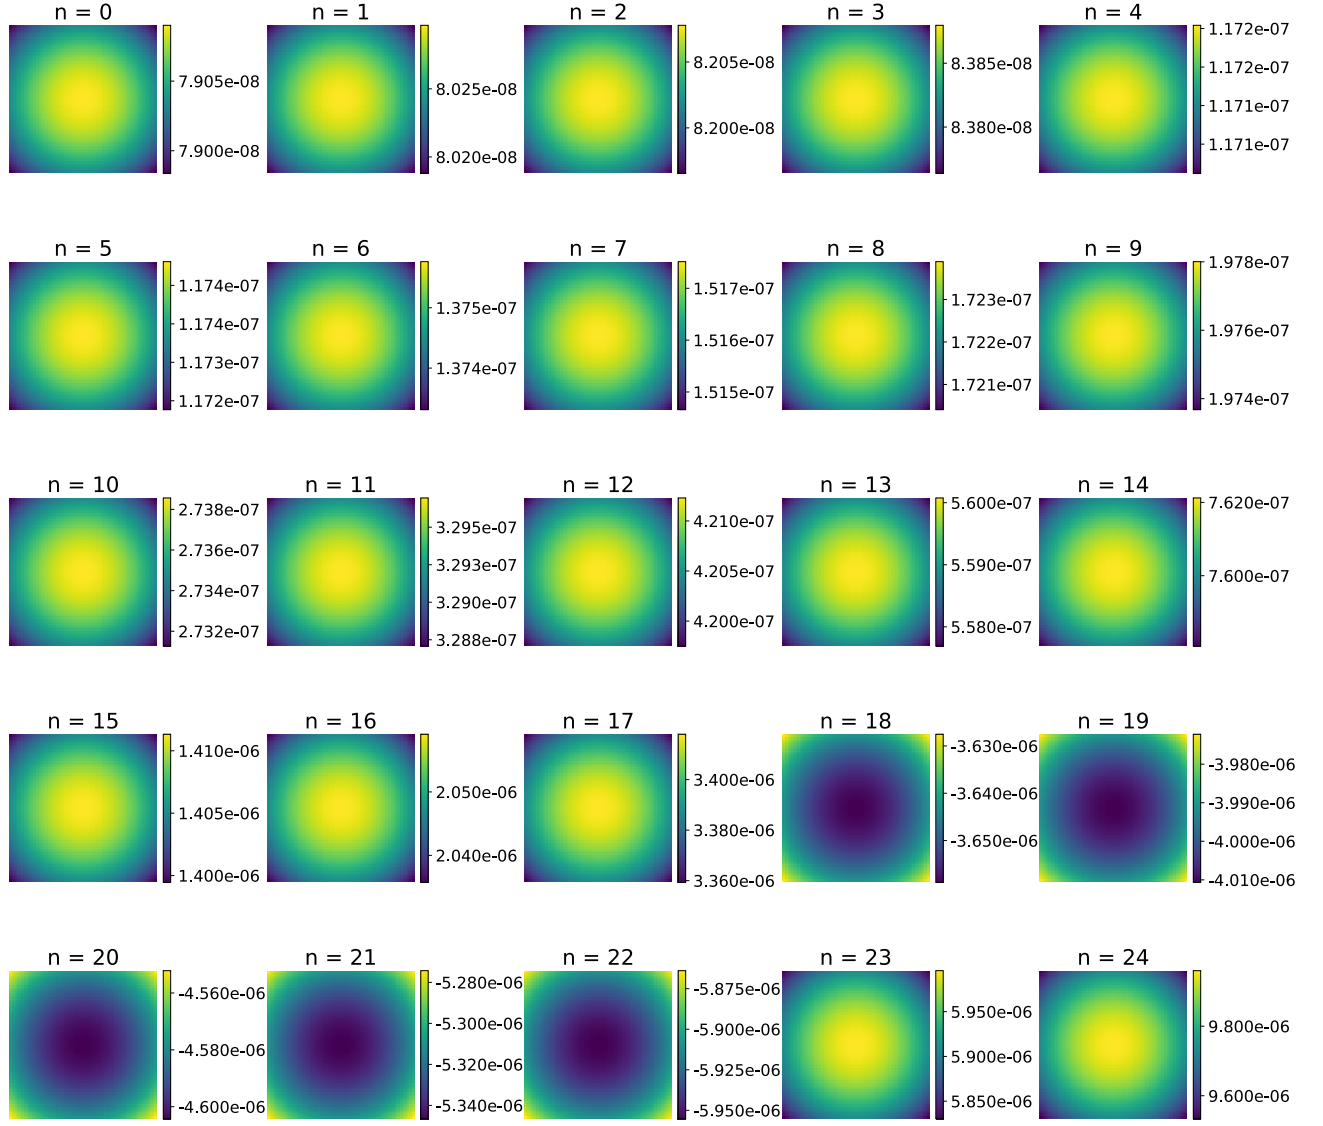 n = 0
7.905e-08
7.900e-08
n = 1
8.025e-08
8.020e-08
n = 2
8.205e-08
8.200e-08
n = 3
8.385e-08
8.380e-08
n = 4
1.172e-07
1.172e-07
1.171e-07
1.171e-07
n = 5
1.174e-07
1.174e-07
1.173e-07
1.172e-07
n = 6
1.375e-07
1.374e-07
n = 7
1.517e-07
1.516e-07
1.515e-07
n = 8
1.723e-07
1.722e-07
1.721e-07
n = 9
1.978e-07
1.976e-07
1.974e-07
n = 10
2.738e-07
2.736e-07
2.734e-07
2.732e-07
n = 11
3.295e-07
3.293e-07
3.290e-07
3.288e-07
n = 12
4.210e-07
4.205e-07
4.200e-07
n = 13
5.600e-07
5.590e-07
5.580e-07
n = 14
7.620e-07
7.600e-07
n = 15
1.410e-06
1.405e-06
1.400e-06
n = 16
2.050e-06
2.040e-06
n = 17
3.400e-06
3.380e-06
3.360e-06
n = 18
-3.630e-06
-3.640e-06
-3.650e-06
n = 19
-3.980e-06
-3.990e-06
-4.000e-06
-4.010e-06
n = 20
-4.560e-06
-4.580e-06
-4.600e-06
n = 21
-5.280e-06
-5.300e-06
-5.320e-06
-5.340e-06
n = 22
-5.875e-06
-5.900e-06
-5.925e-06
-5.950e-06
n = 23
5.950e-06
5.900e-06
5.850e-06
n = 24
9.800e-06
9.600e-06